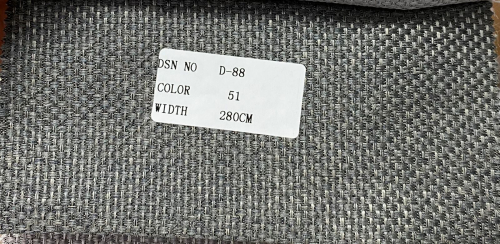 DSN NO D-88
COLOR 51
WIDTH 280CM